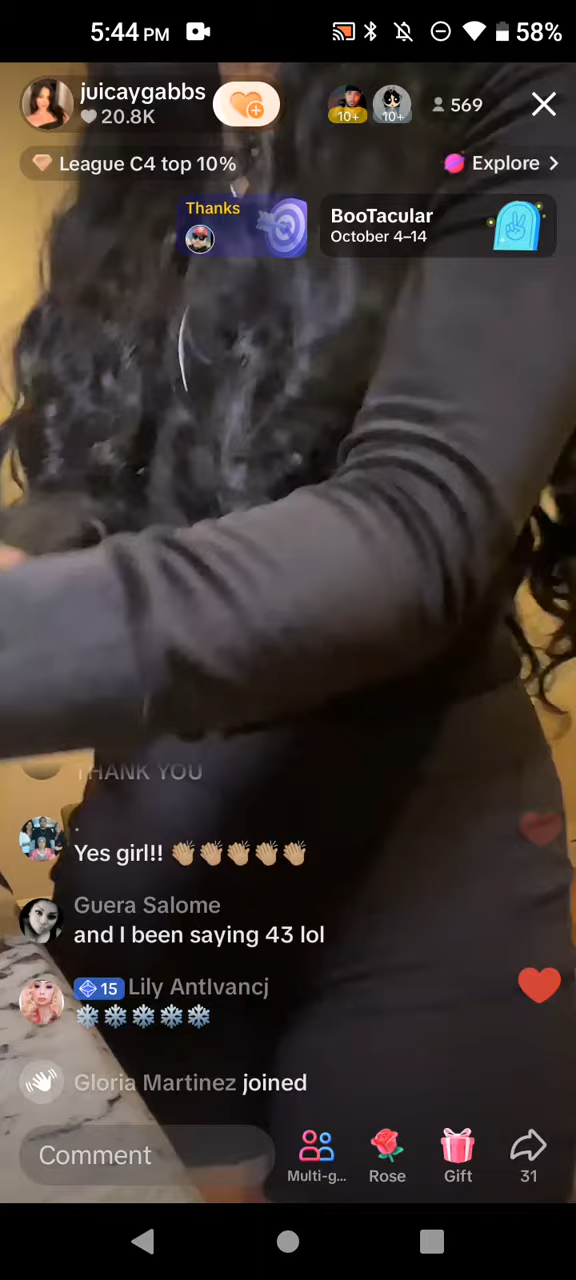 5:44 PM 58%
juicaygabbs
20.8K
10+ 10+ 569
League C4 top 10%
Explore >
Thanks
BooTacular
October 4–14
THANK YOU
.
Yes girl!! 👏🏼👏🏼👏🏼👏🏼👏🏼
Guera Salome
and I been saying 43 lol
15 Lily AntIvancj
❄️❄️❄️❄️❄️
Gloria Martinez joined
Comment
Multi-g... Rose Gift 31